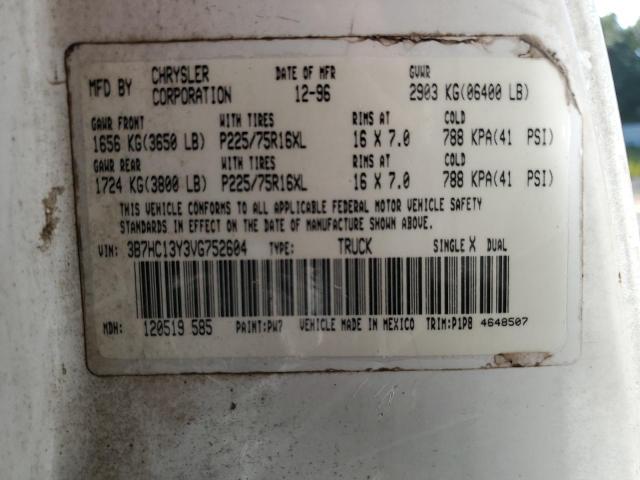 MFD BY CHRYSLER CORPORATION DATE OF MFR 12-96 GVWR 2903 KG(06400 LB)
GAWR FRONT WITH TIRES RIMS AT COLD
1656 KG(3650 LB) P225/75R16XL 16 X 7.0 788 KPA(41 PSI)
GAWR REAR WITH TIRES RIMS AT COLD
1724 KG(3800 LB) P225/75R16XL 16 X 7.0 788 KPA(41 PSI)
THIS VEHICLE CONFORMS TO ALL APPLICABLE FEDERAL MOTOR VEHICLE SAFETY
STANDARDS IN EFFECT ON THE DATE OF MANUFACTURE SHOWN ABOVE.
VIN: 3B7HC13Y3VG752604 TYPE: TRUCK SINGLE X DUAL
MDH: 120519 585 PAINT:PW7 VEHICLE MADE IN MEXICO TRIM:P1P8 4648507